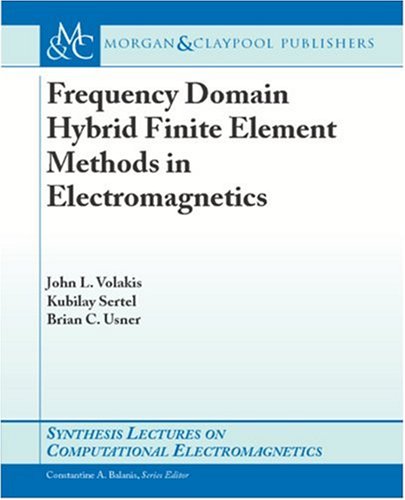 M
&C
MORGAN & CLAYPOOL PUBLISHERS
Frequency Domain
Hybrid Finite Element
Methods in
Electromagnetics
John L. Volakis
Kubilay Sertel
Brian C. Usner
SYNTHESIS LECTURES ON
COMPUTATIONAL ELECTROMAGNETICS
Constantine A. Balanis, Series Editor